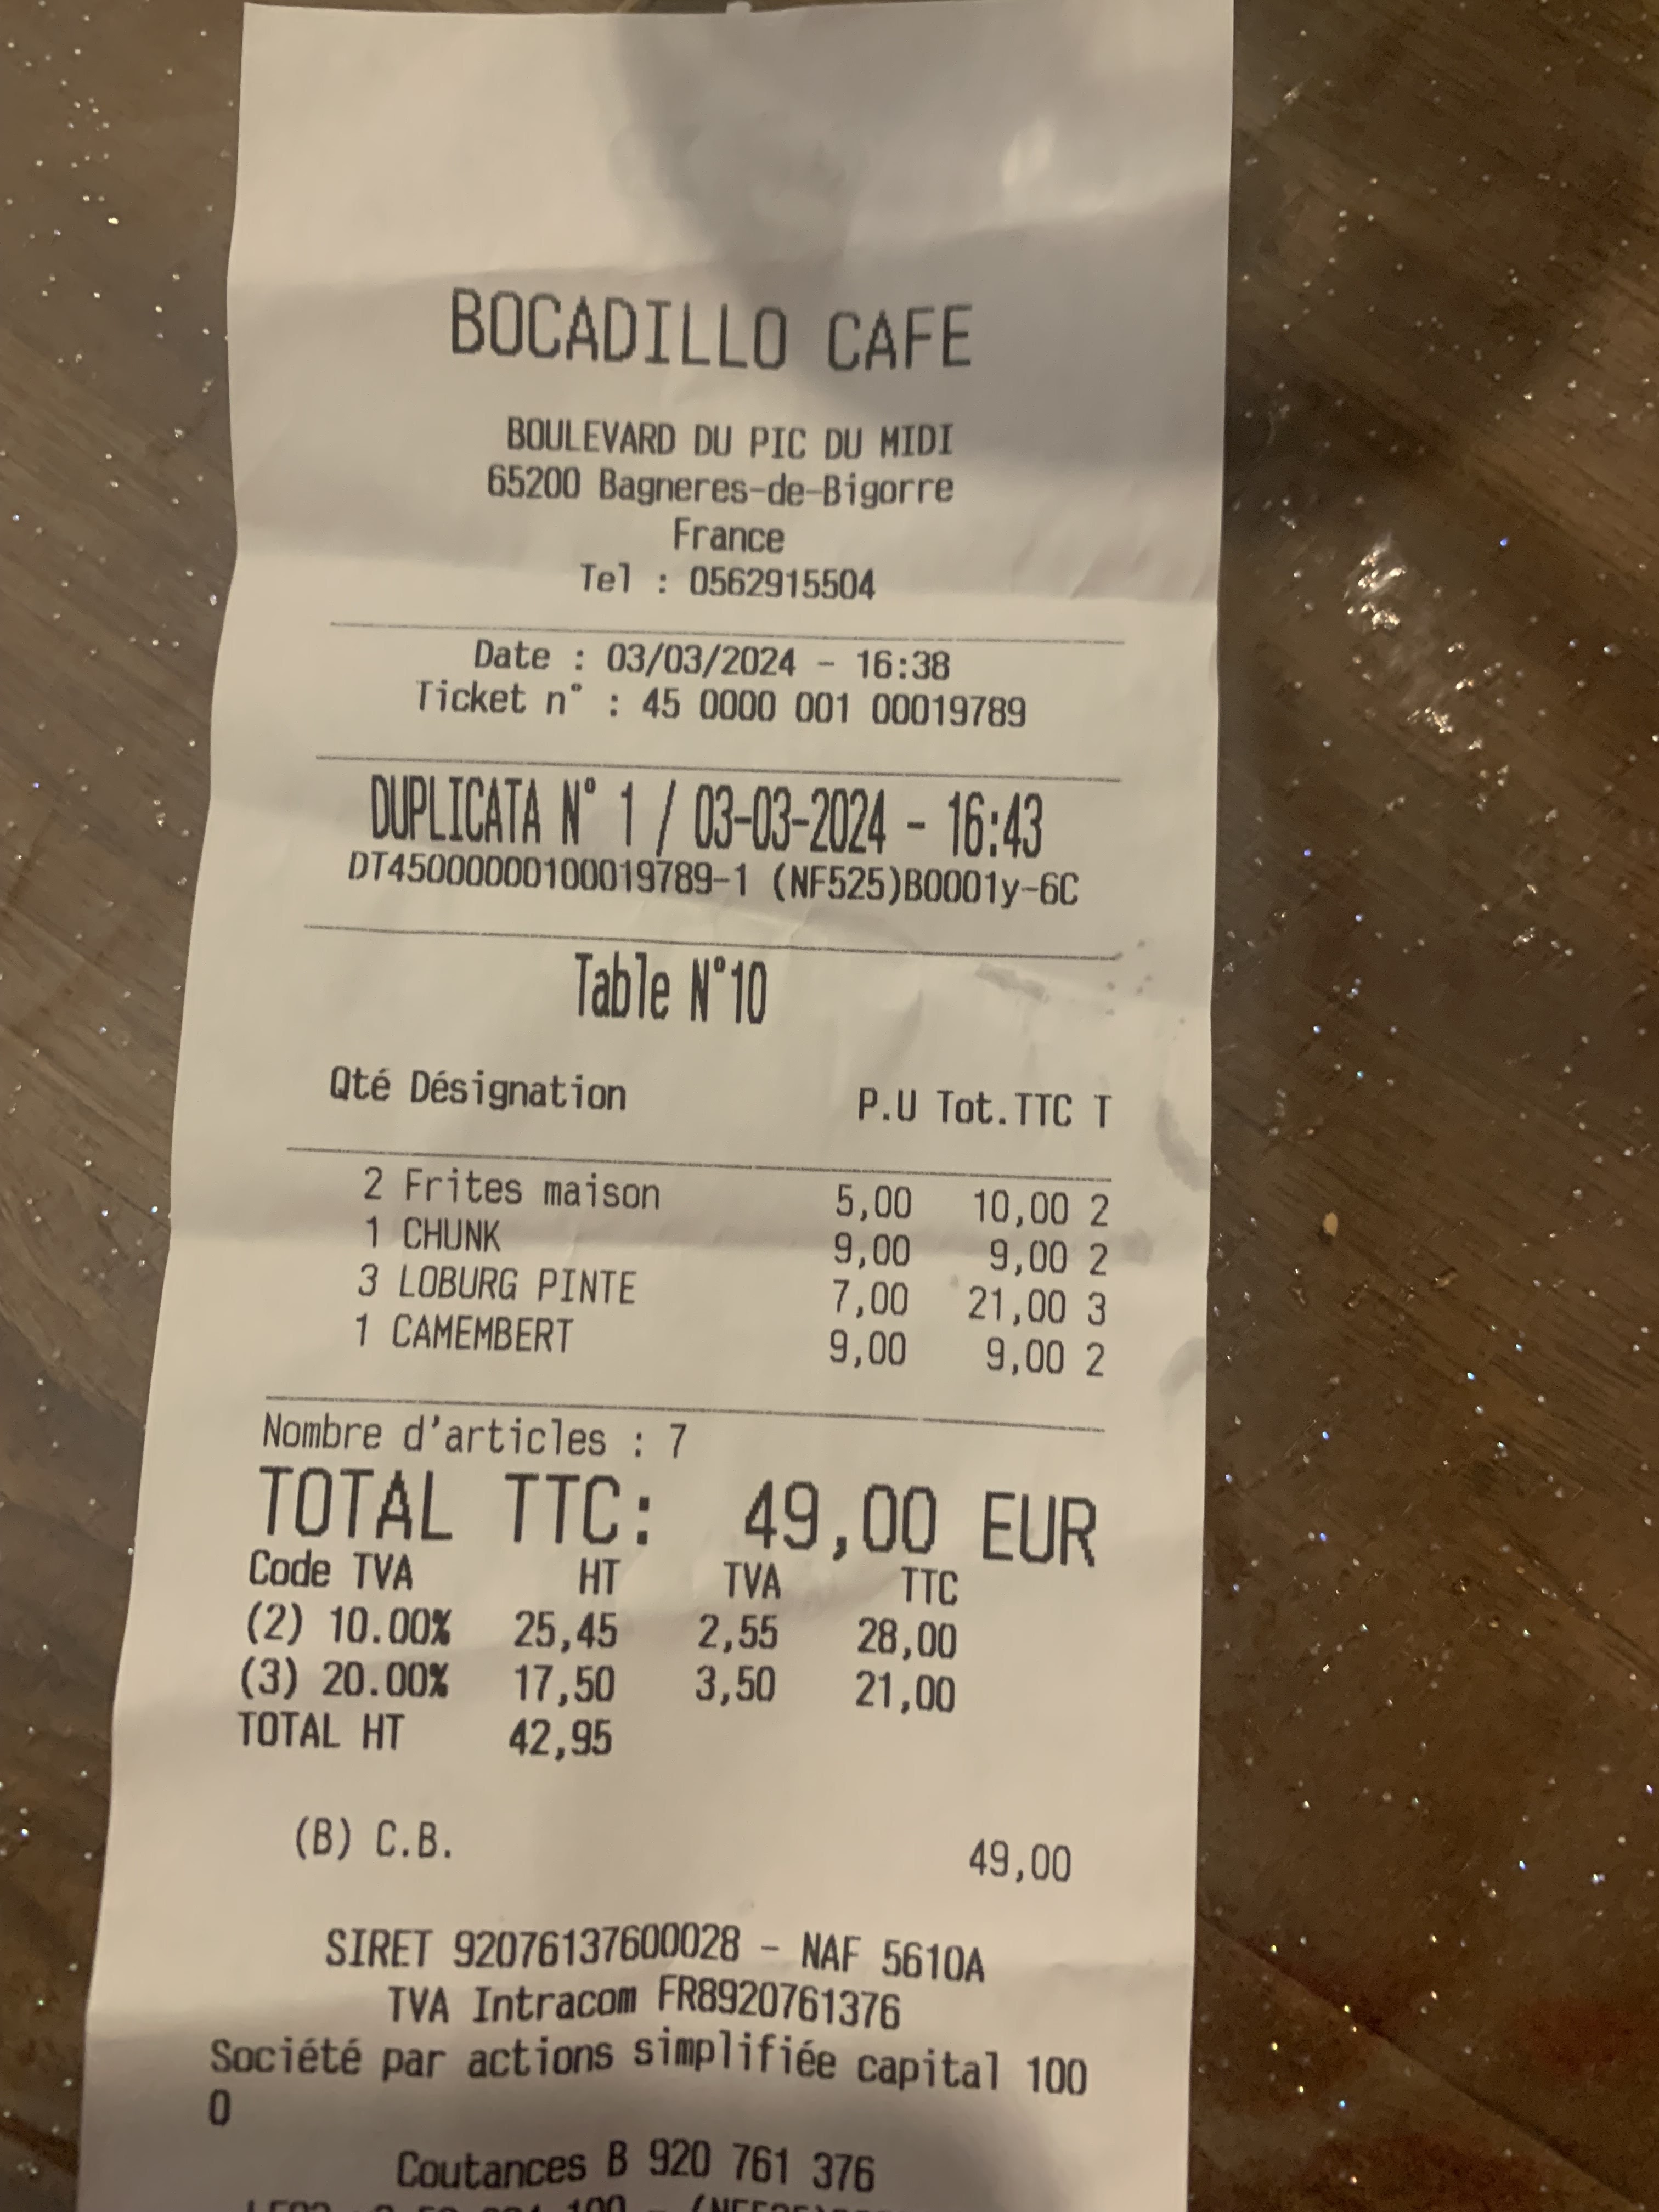 BOCADILLO CAFE
BOULEVARD DU PIC DU MIDI
65200 Bagneres-de-Bigorre
France
Tel : 0562915504
Date : 03/03/2024 - 16:38
Ticket n° : 45 0000 001 00019789
DUPLICATA N° 1 / 03-03-2024 - 16:43
DT45000000100019789-1 (NF525)B0001y-6C
Table N°10
Qté Désignation P.U Tot.TTC T
2 Frites maison 5,00 10,00 2
1 CHUNK 9,00 9,00 2
3 LOBURG PINTE 7,00 21,00 3
1 CAMEMBERT 9,00 9,00 2
Nombre d'articles : 7
TOTAL TTC: 49,00 EUR
Code TVA HT TVA TTC
(2) 10.00% 25,45 2,55 28,00
(3) 20.00% 17,50 3,50 21,00
TOTAL HT 42,95
(B) C.B. 49,00
SIRET 92076137600028 - NAF 5610A
TVA Intracom FR8920761376
Société par actions simplifiée capital 100
0
Coutances B 920 761 376